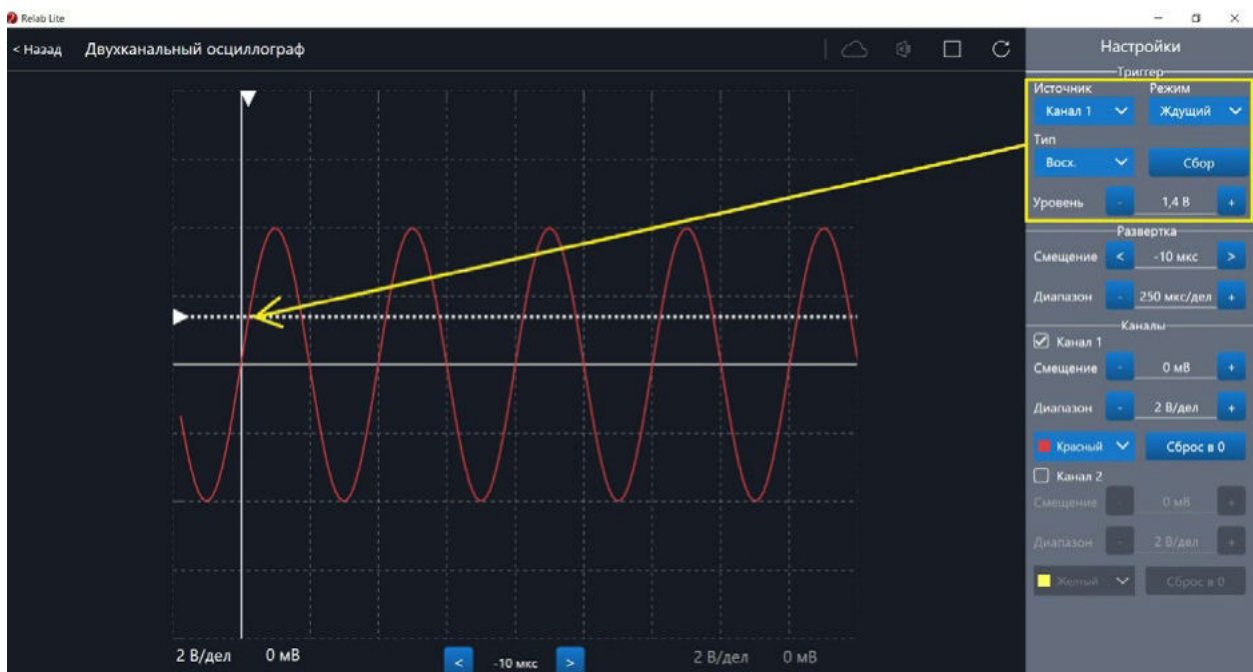 Relab Lite
< Назад Двухканальный осциллограф
Настройки
Триггер
Источник Режим
Канал 1 Ждущий
Тип
Восх. Сбор
Уровень - 1,4 В +
Развертка
Смещение < -10 мкс >
Диапазон - 250 мкс/дел +
Каналы
Канал 1
Смещение - 0 мВ +
Диапазон - 2 В/дел +
Красный Сброс в 0
Канал 2
Смещение - 0 мВ +
Диапазон - 2 В/дел +
Желтый Сброс в 0
2 В/дел 0 мВ < -10 мкс > 2 В/дел 0 мВ